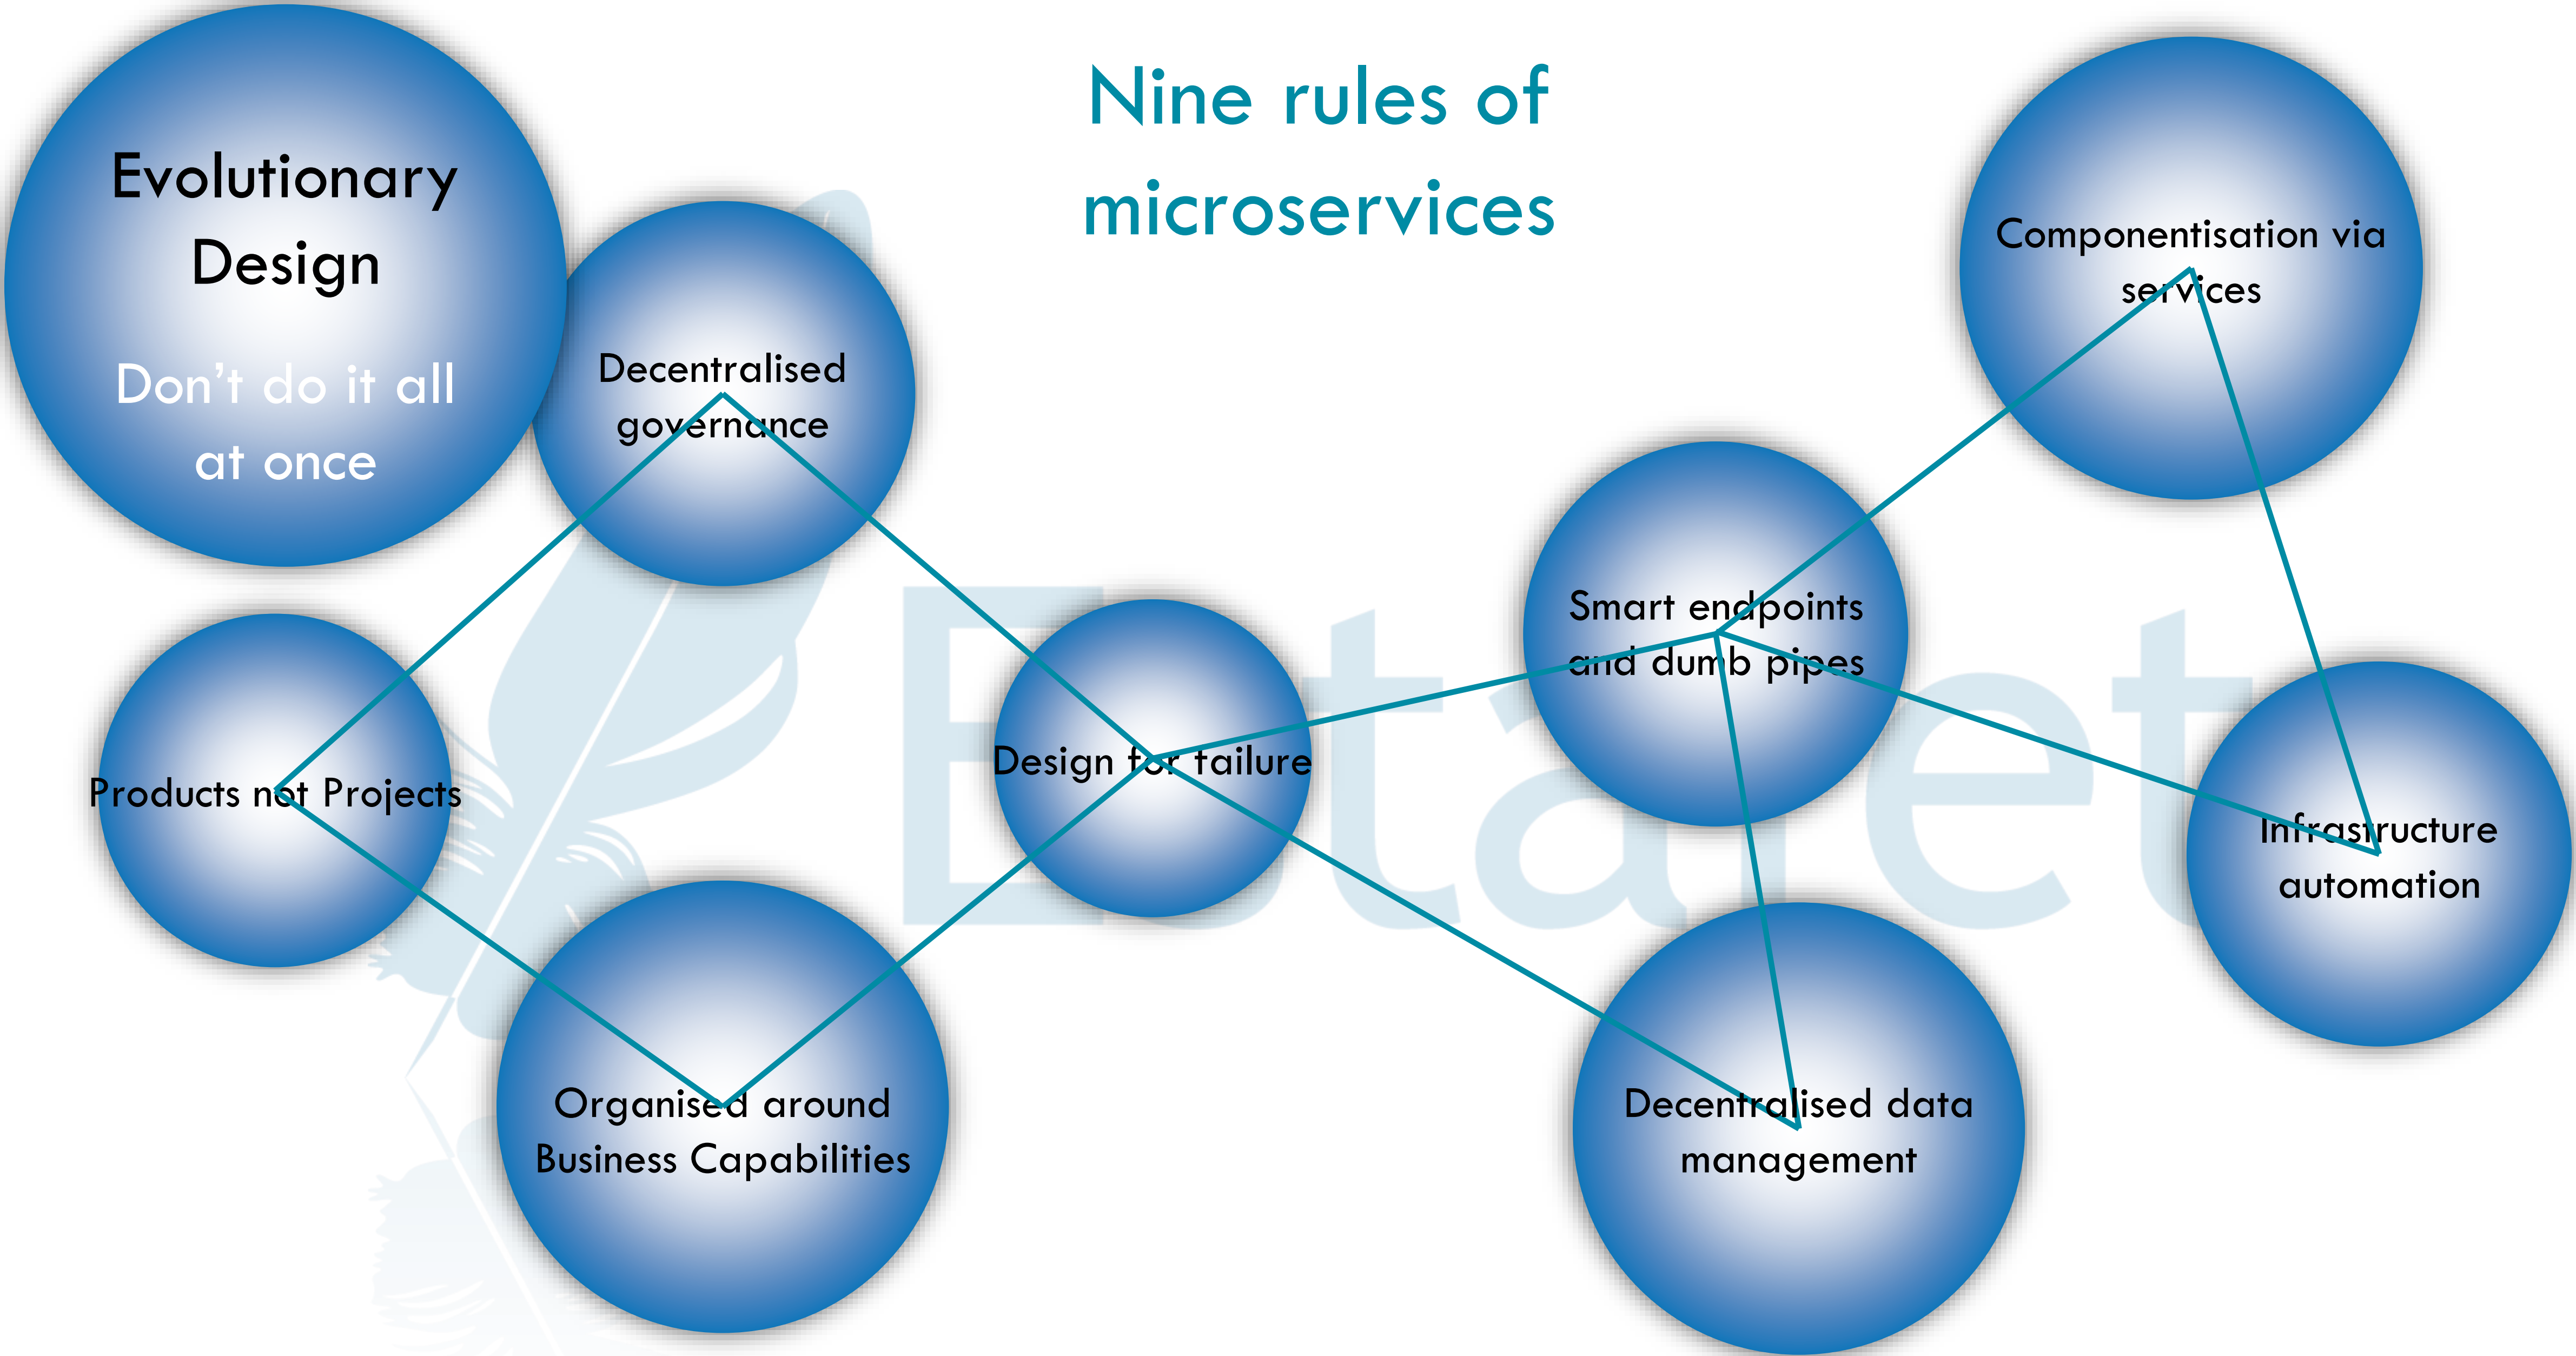 Nine rules of
microservices
Evolutionary
Design
Don't do it all
at once
Decentralised
governance
Componentisation via
services
Smart endpoints
and dumb pipes
Products not Projects
Design for failure
Infrastructure
automation
Organised around
Business Capabilities
Decentralised data
management
Estafet